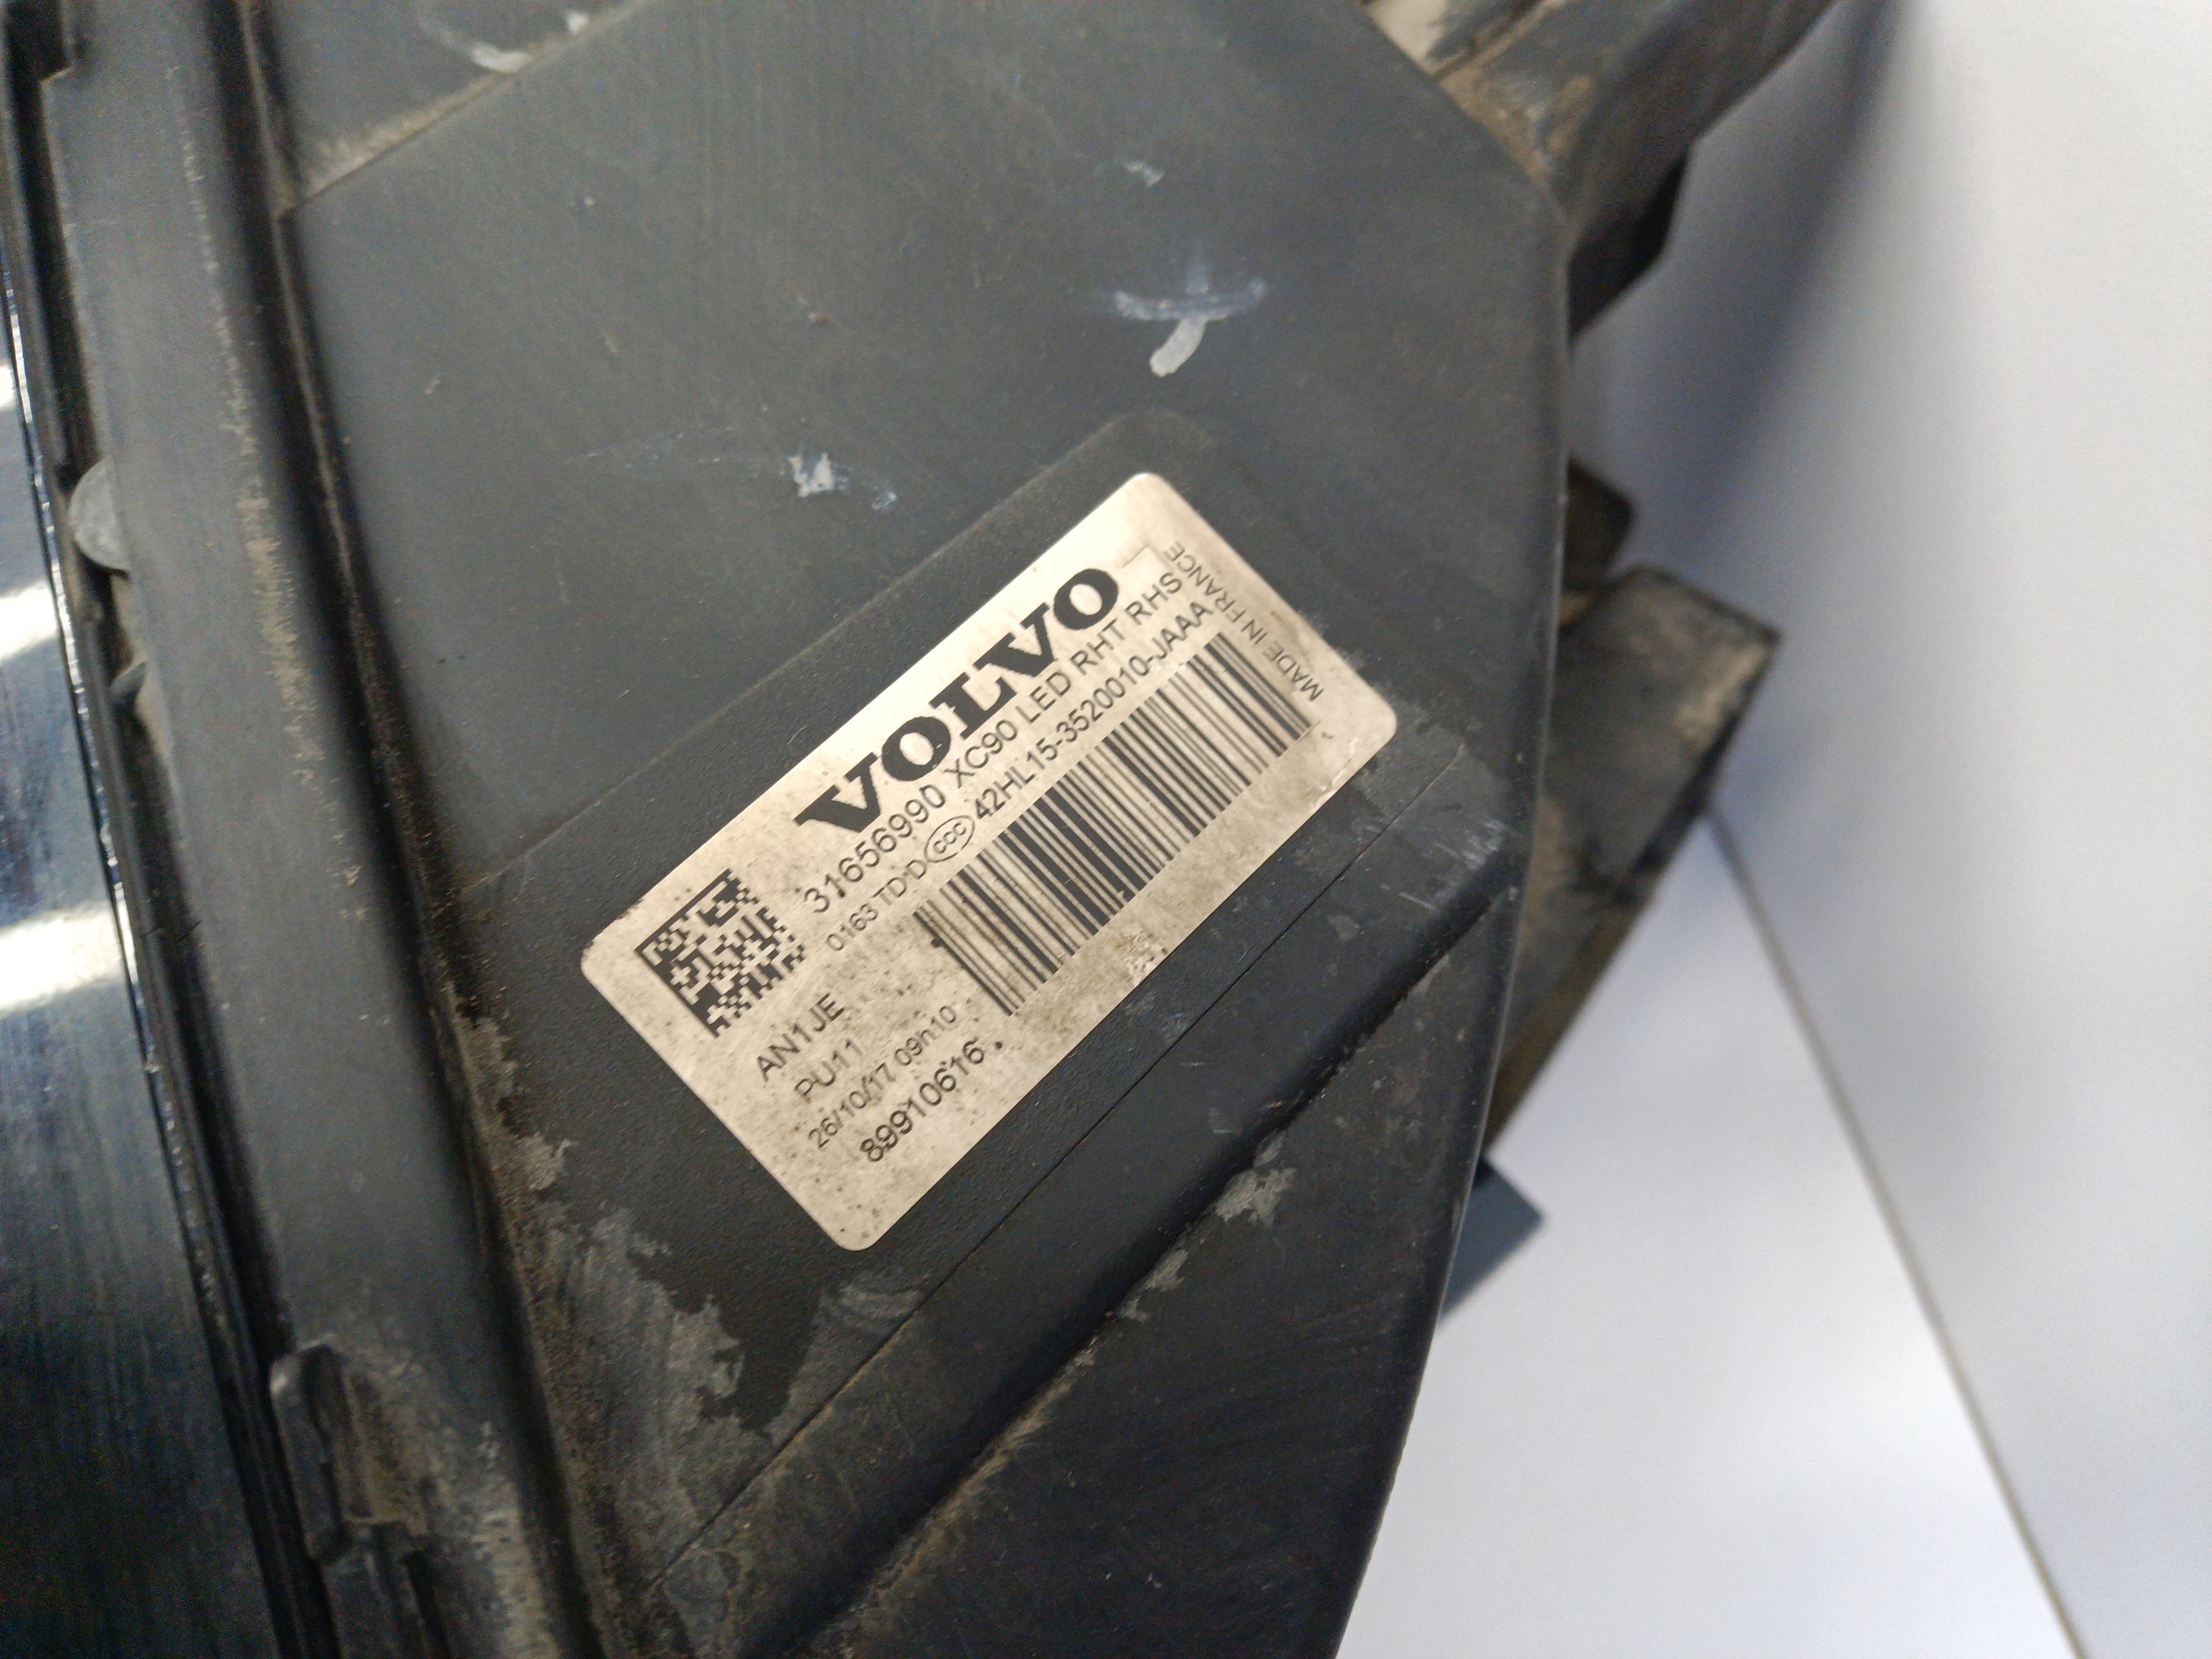 VOLVO
31656990 XC90 LED RHT RHS
0163 TD'D CCC 42HL15-3520010-JAAA
MADE IN FRANCE
AN1JE
PU11
26/10/17 09h10
89910616